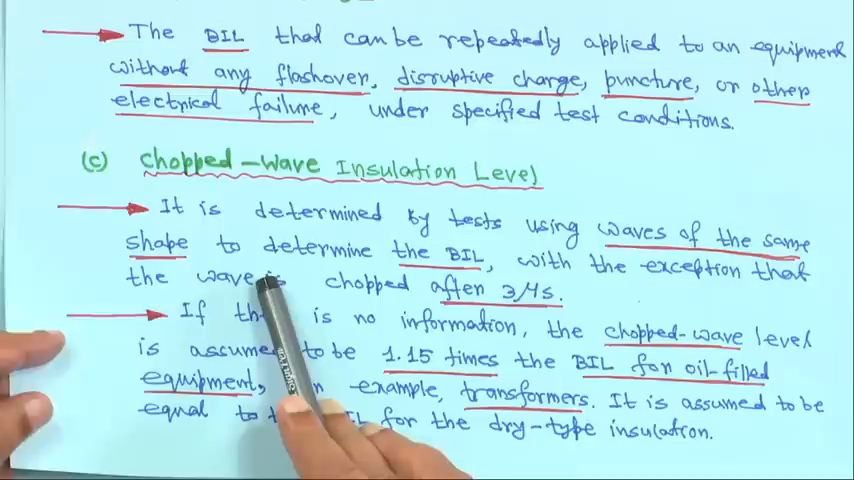 The BIL that can be repeatedly applied to an equipment
without any flashover, disruptive charge, puncture, or other
electrical failure, under specified test conditions.
(c) Chopped-Wave Insulation Level
It is determined by tests using waves of the same
shape to determine the BIL, with the exception that
the wave is chopped after 3 μs.
If is no information, the chopped-wave level
is assumed to be 1.15 times the BIL for oil-filled
equipment, example, transformers. It is assumed to be
equal to for the dry-type insulation.